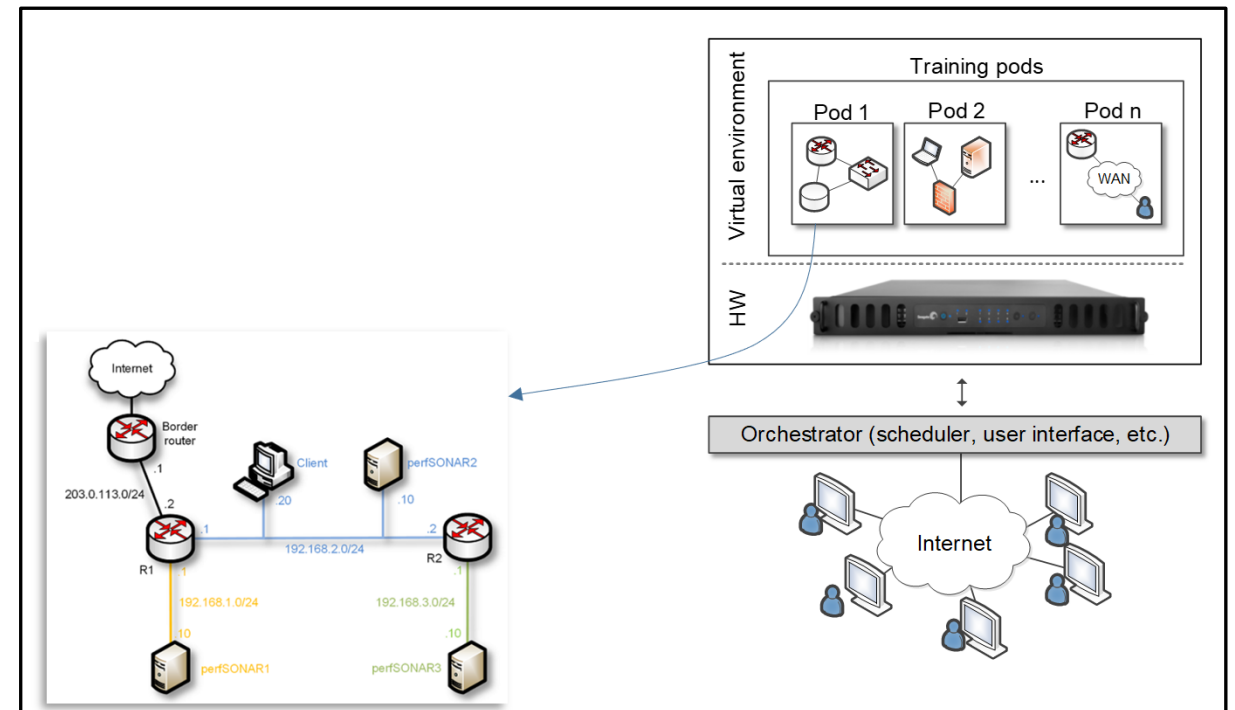 Virtual environment
Training pods
Pod 1
Pod 2
Pod n
...
WAN
HW
Orchestrator (scheduler, user interface, etc.)
Internet
Internet
Border
router
.1
203.0.113.0/24
.2
Client
perfSONAR2
.20
.10
.1
.2
192.168.2.0/24
R1
R2
.1
.1
192.168.1.0/24
192.168.3.0/24
.10
.10
perfSONAR1
perfSONAR3